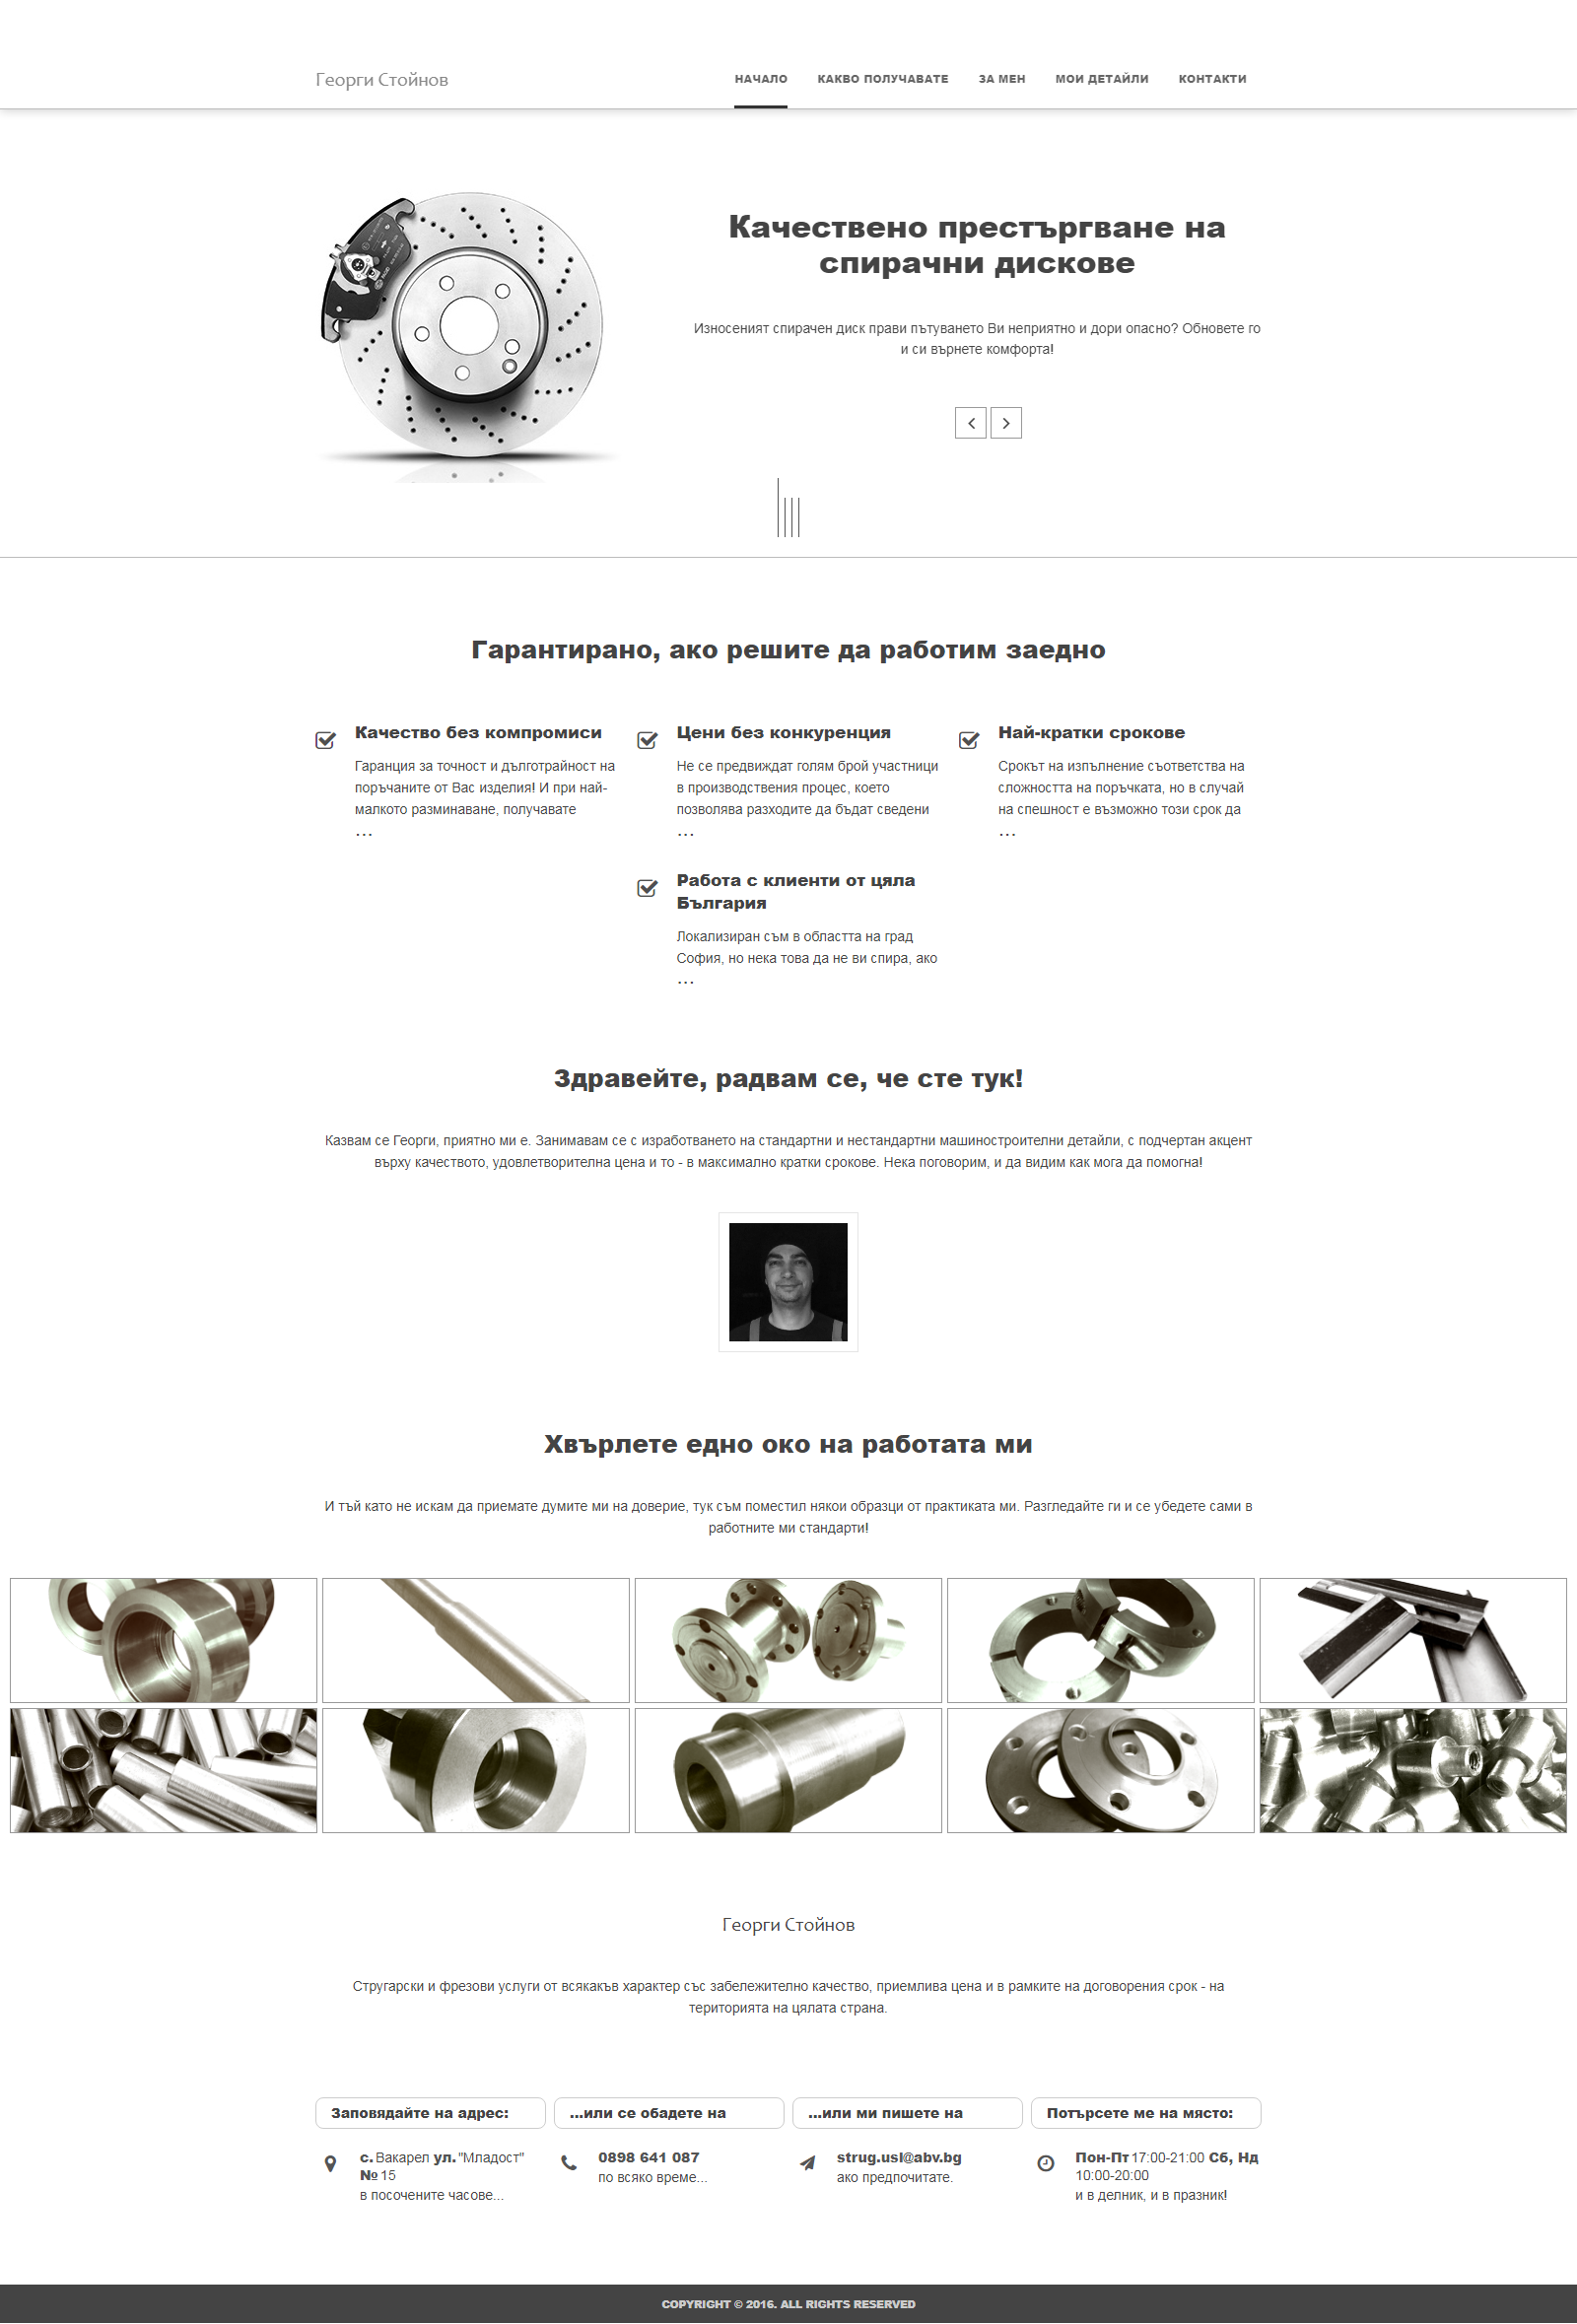 Георги Стойнов
НАЧАЛО
КАКВО ПОЛУЧАВАТЕ
ЗА МЕН
МОИ ДЕТАЙЛИ
КОНТАКТИ
Качествено престъргване на
спирачни дискове
Износеният спирачен диск прави пътуването Ви неприятно и дори опасно? Обновете го
и си върнете комфорта!
Гарантирано, ако решите да работим заедно
Качество без компромиси
Гаранция за точност и дълготрайност на
поръчаните от Вас изделия! И при най-
малкото разминаване, получавате
...
Цени без конкуренция
Не се предвиждат голям брой участници
в производствения процес, което
позволява разходите да бъдат сведени
...
Най-кратки срокове
Срокът на изпълнение съответства на
сложността на поръчката, но в случай
на спешност е възможно този срок да
...
Работа с клиенти от цяла
България
Локализиран съм в областта на град
София, но нека това да не ви спира, ако
...
Здравейте, радвам се, че сте тук!
Казвам се Георги, приятно ми е. Занимавам се с изработването на стандартни и нестандартни машиностроителни детайли, с подчертан акцент
върху качеството, удовлетворителна цена и то - в максимално кратки срокове. Нека поговорим, и да видим как мога да помогна!
Хвърлете едно око на работата ми
И тъй като не искам да приемате думите ми на доверие, тук съм поместил някои образци от практиката ми. Разгледайте ги и се убедете сами в
работните ми стандарти!
Георги Стойнов
Стругарски и фрезови услуги от всякакъв характер със забележително качество, приемлива цена и в рамките на договорения срок - на
територията на цялата страна.
Заповядайте на адрес:
с. Вакарел ул. "Младост"
№ 15
в посочените часове...
...или се обадете на
0898 641 087
по всяко време...
...или ми пишете на
strug.usl@abv.bg
ако предпочитате.
Потърсете ме на място:
Пон-Пт 17:00-21:00 Сб, Нд
10:00-20:00
и в делник, и в празник!
COPYRIGHT © 2016. ALL RIGHTS RESERVED